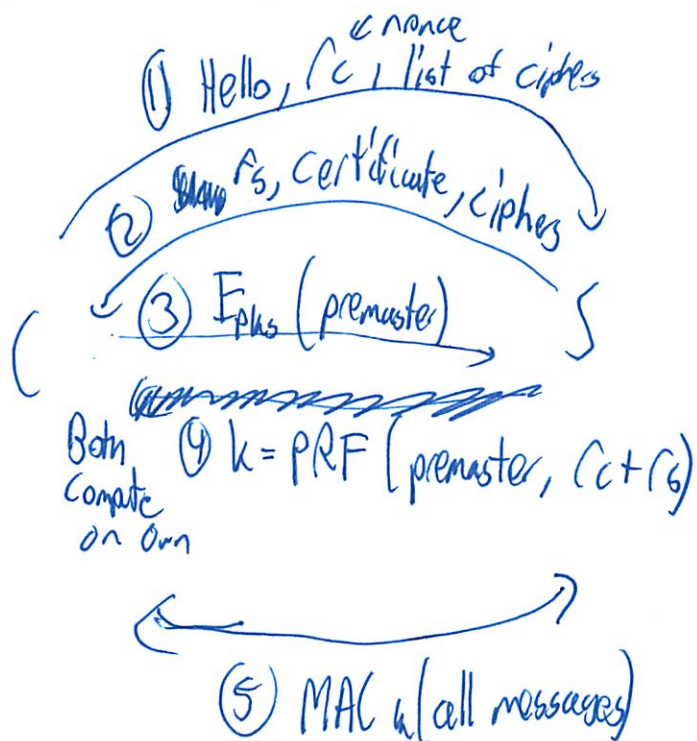 ← nonce
① Hello, rc, list of ciphers
② rs, certificate, ciphers
③ Epks (premaster)
C S
Both
compute
on own
④ k = PRF (premaster, rc + rs)
⑤ MAC k (all messages)